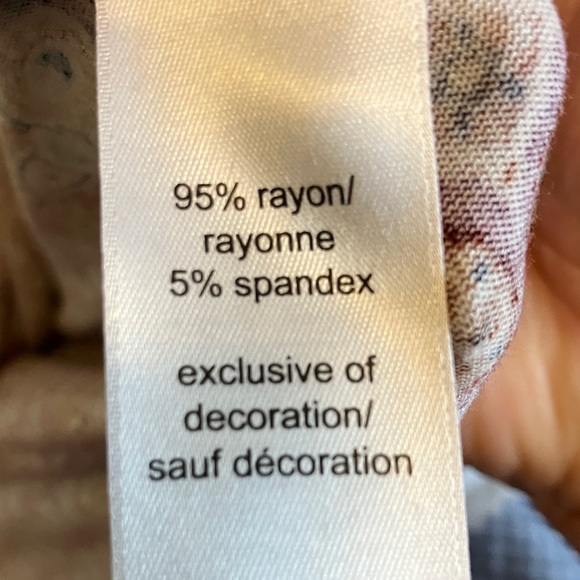 95% rayon/
rayonne
5% spandex
exclusive of
decoration/
sauf décoration